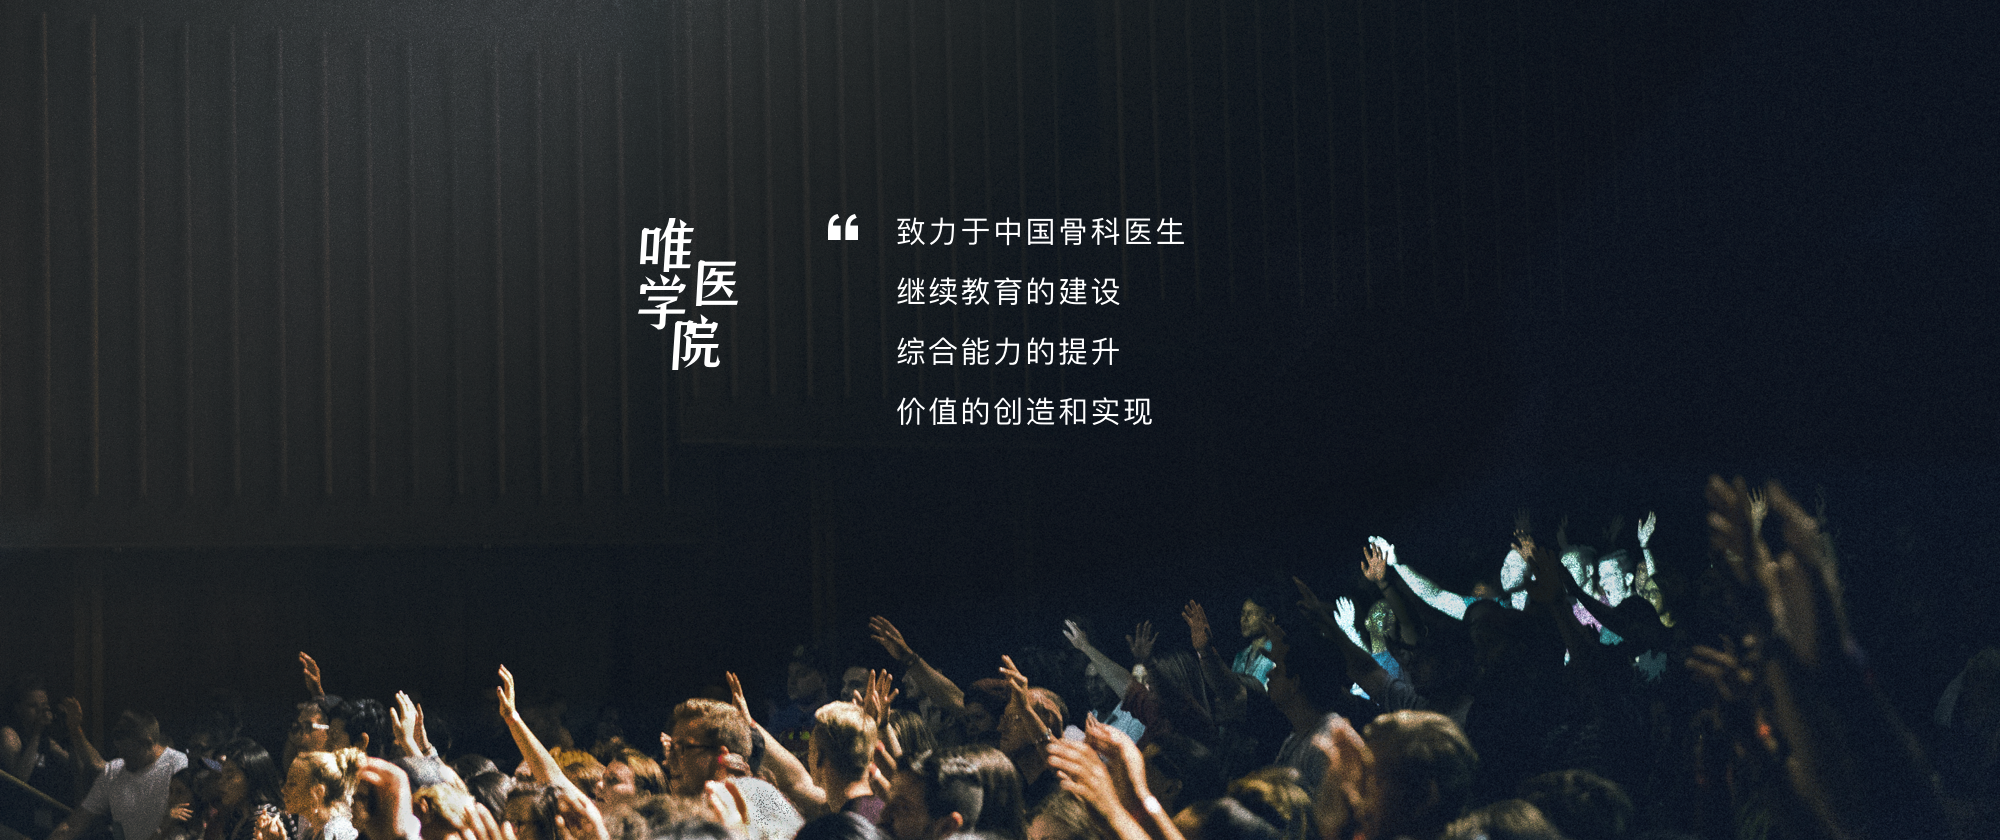 唯医
学院
“ 致力于中国骨科医生
继续教育的建设
综合能力的提升
价值的创造和实现